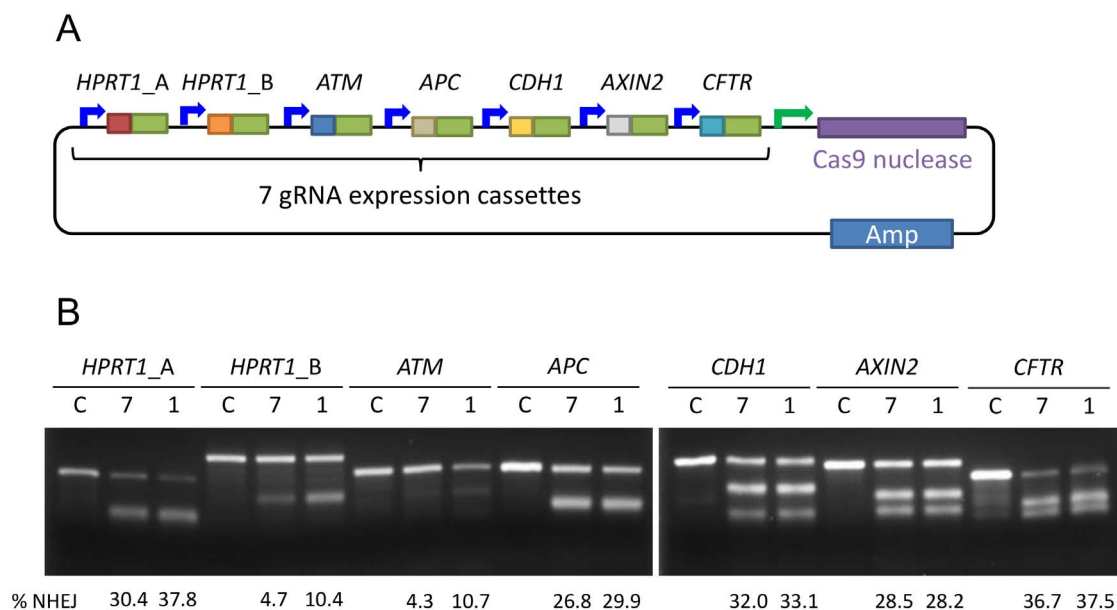 A
HPRT1_A HPRT1_B ATM APC CDH1 AXIN2 CFTR
Cas9 nuclease
7 gRNA expression cassettes
Amp
B
HPRT1_A HPRT1_B ATM APC CDH1 AXIN2 CFTR
C 7 1 C 7 1 C 7 1 C 7 1 C 7 1 C 7 1 C 7 1
% NHEJ 30.4 37.8 4.7 10.4 4.3 10.7 26.8 29.9 32.0 33.1 28.5 28.2 36.7 37.5